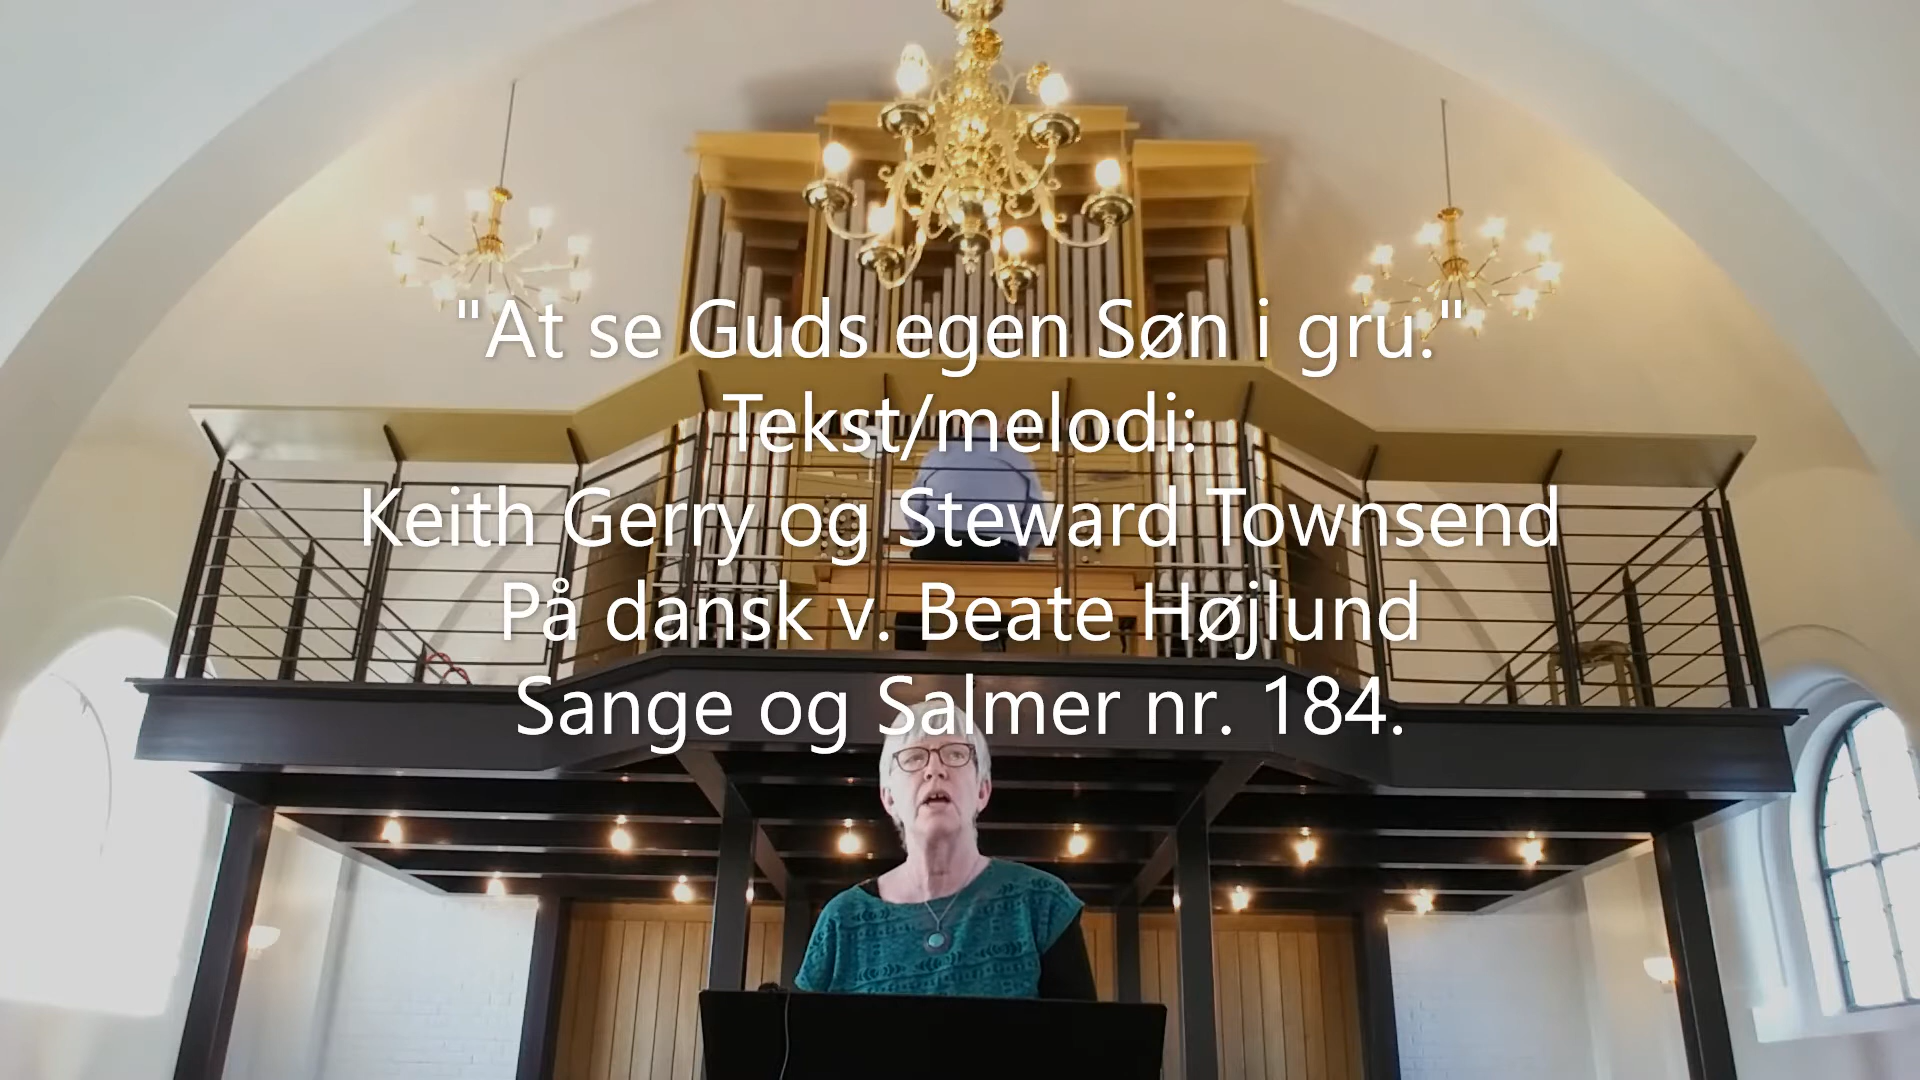 "At se Guds egen Søn i gru."
Tekst/melodi:
Keith Gerry og Steward Townsend
På dansk v. Beate Højlund
Sange og Salmer nr. 184.